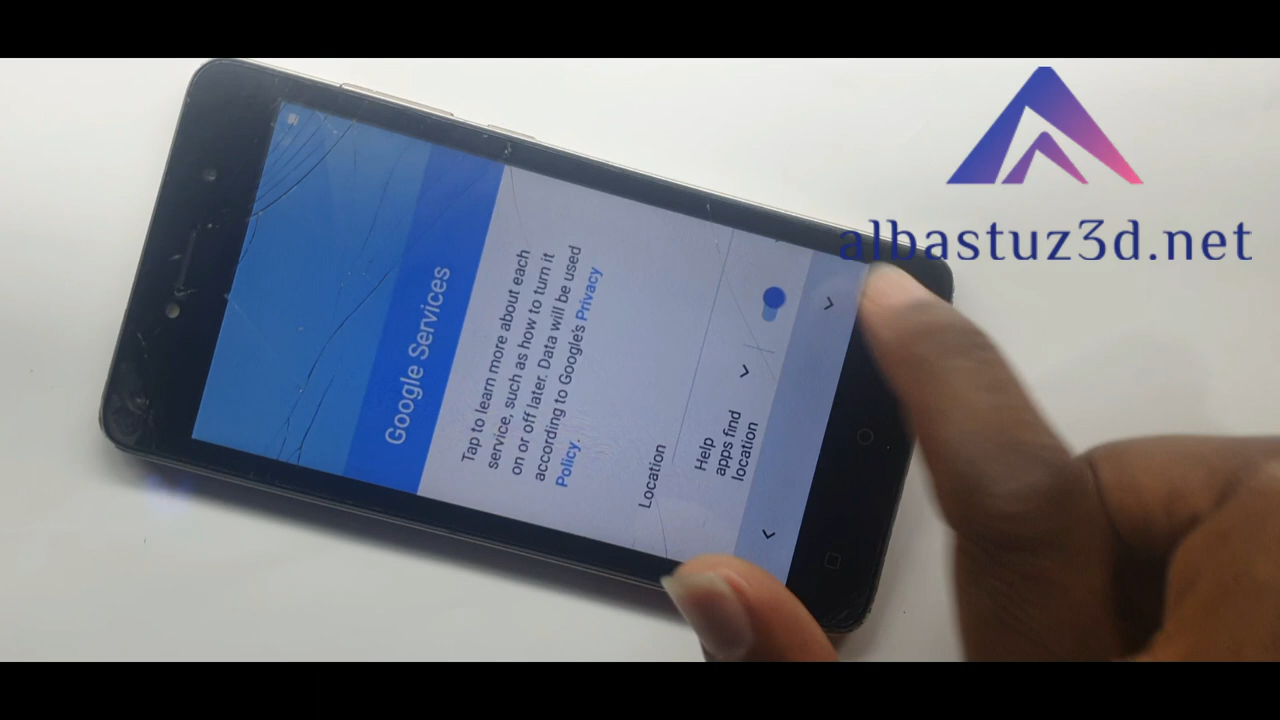 albastuz3d.net
Google Services
Tap to learn more about each
service, such as how to turn it
on or off later. Data will be used
according to Google's Privacy
Policy.
Location
Help
apps find
location